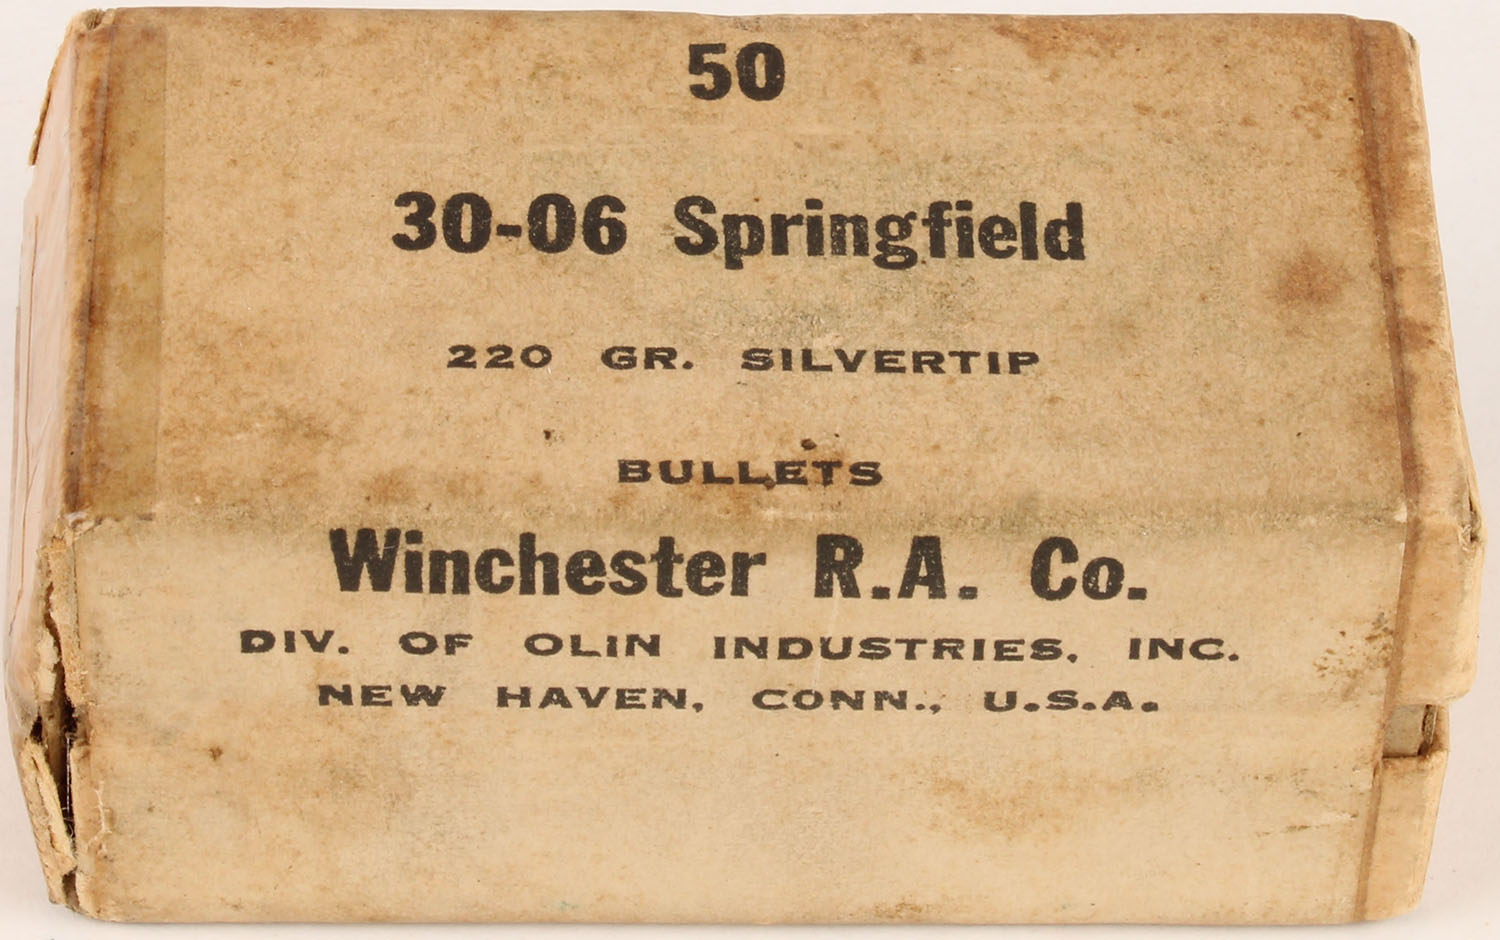 50
30-06 Springfield
220 GR. SILVERTIP
BULLETS
Winchester R.A. Co.
DIV. OF OLIN INDUSTRIES, INC.
NEW HAVEN, CONN., U.S.A.